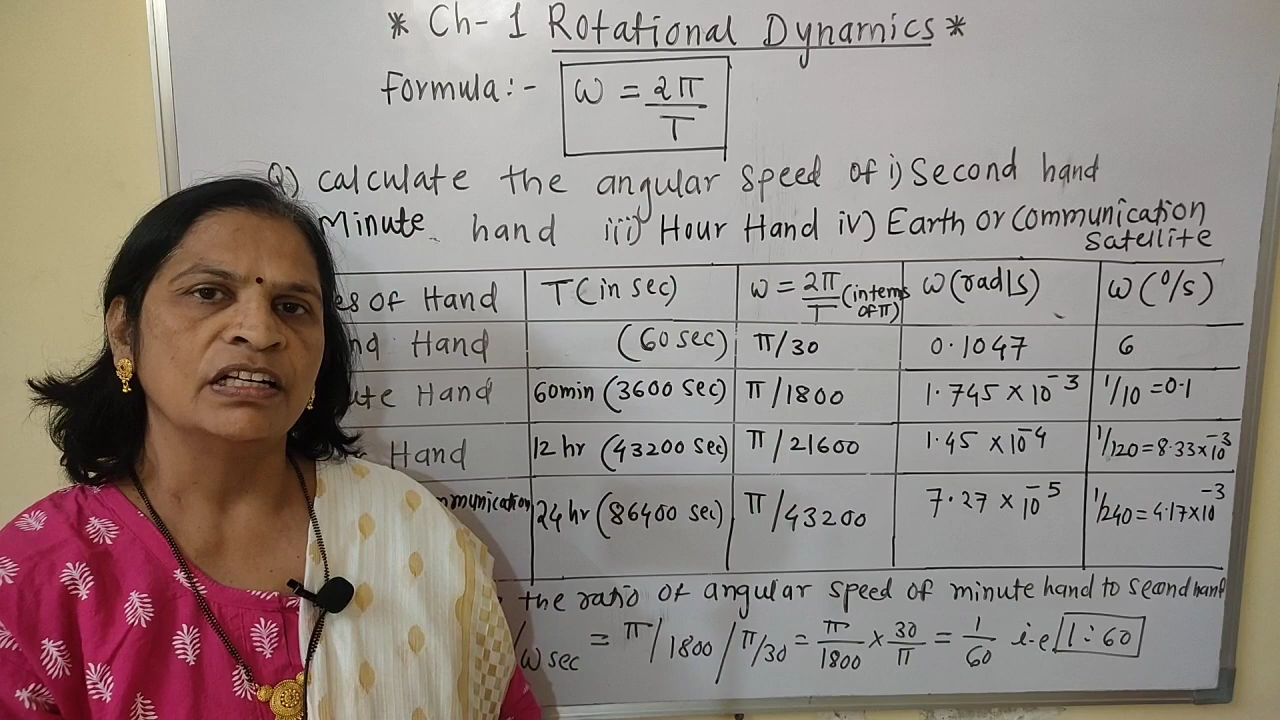 * Ch-1 Rotational Dynamics *
Formula:- ω = 2π/T
Q) Calculate the angular speed of i) Second hand
Minute hand iii) Hour Hand iv) Earth or Communication
Satellite
es of Hand T (in sec) ω = 2π/T (in terms of π) ω (rad/s) ω (°/s)
nd Hand (60 sec) π/30 0.1047 6
ute Hand 60min (3600 sec) π/1800 1.745 × 10⁻³ 1/10 = 0.1
Hand 12 hr (43200 sec) π/21600 1.45 × 10⁻⁴ 1/120 = 8.33×10⁻³
mmunication 24 hr (86400 sec) π/43200 7.27 × 10⁻⁵ 1/240 = 4.17×10⁻³
the ratio of angular speed of minute hand to second hand
/ω sec = π/1800 / π/30 = π/1800 × 30/π = 1/60 i.e. 1:60